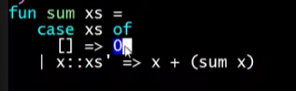 fun sum xs =
case xs of
[] => 0
| x::xs' => x + (sum x)